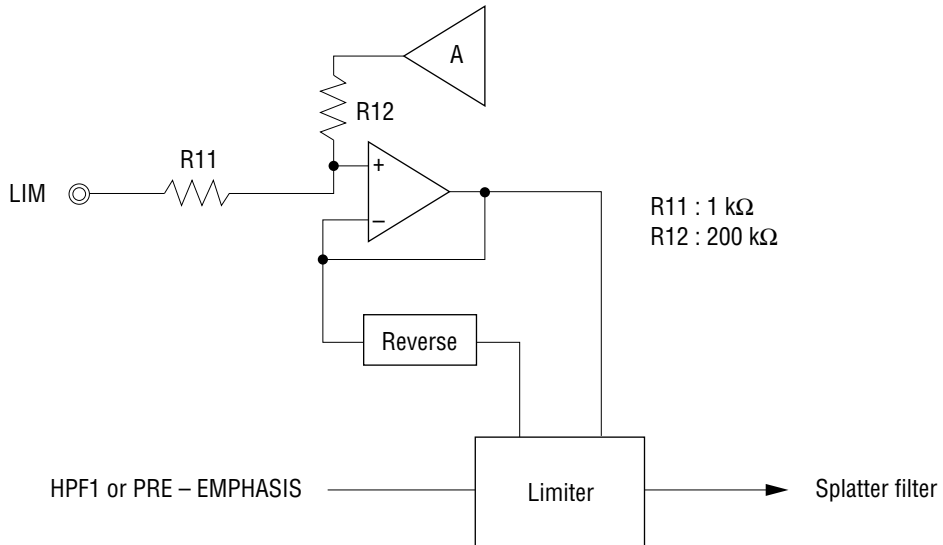 A
R12
R11
+
LIM
R11 : 1 kΩ
R12 : 200 kΩ
–
Reverse
HPF1 or PRE – EMPHASIS
Limiter
Splatter filter